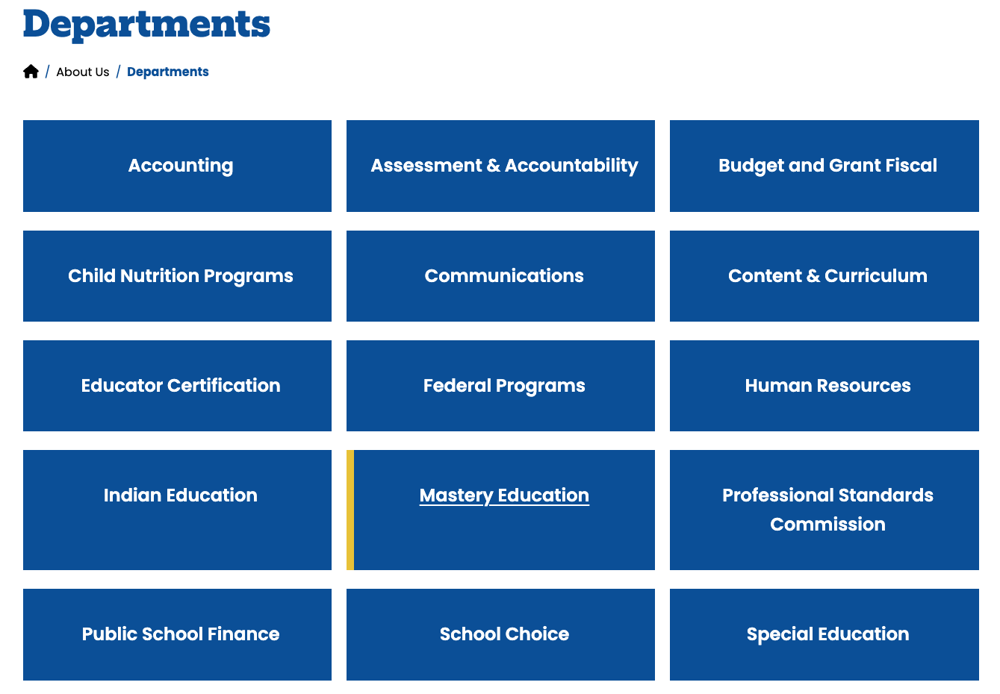 Departments
/ About Us / Departments
Accounting
Assessment & Accountability
Budget and Grant Fiscal
Child Nutrition Programs
Communications
Content & Curriculum
Educator Certification
Federal Programs
Human Resources
Indian Education
Mastery Education
Professional Standards
Commission
Public School Finance
School Choice
Special Education